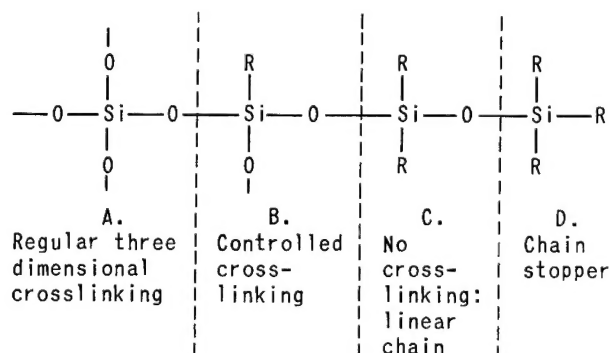 O R R R
—O—Si—O—Si—O—Si—O—Si—R
O O R R
A. B. C. D.
Regular three dimensional crosslinking
Controlled cross-linking
No cross-linking: linear chain
Chain stopper